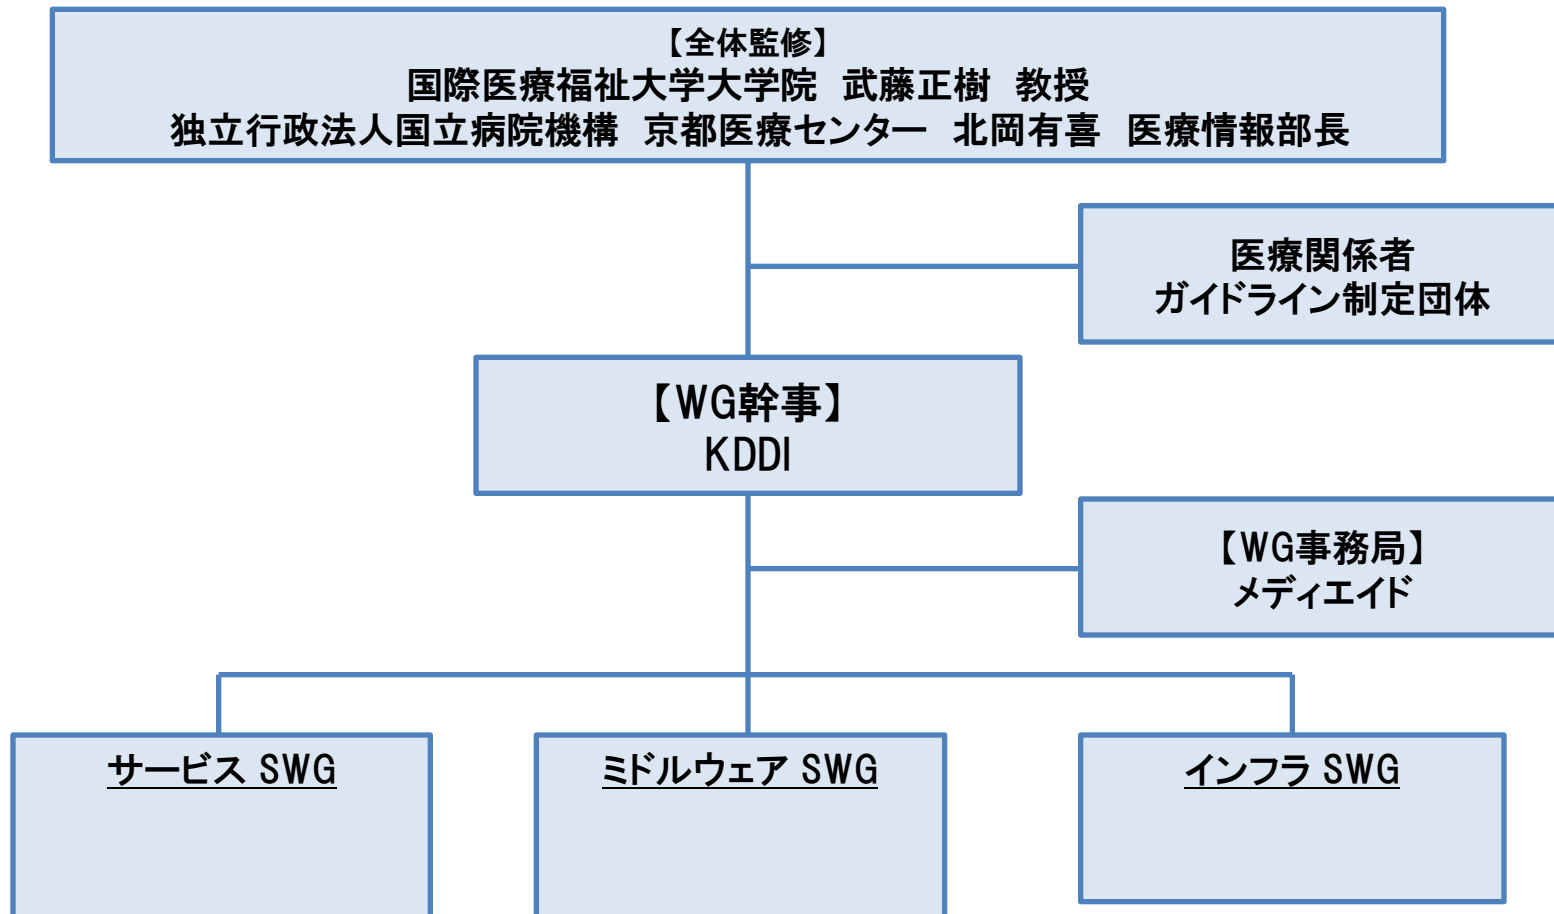 【全体監修】
国際医療福祉大学大学院　武藤正樹　教授
独立行政法人国立病院機構　京都医療センター　北岡有喜　医療情報部長
医療関係者
ガイドライン制定団体
【WG幹事】
KDDI
【WG事務局】
メディエイド
サービス SWG
ミドルウェア SWG
インフラ SWG